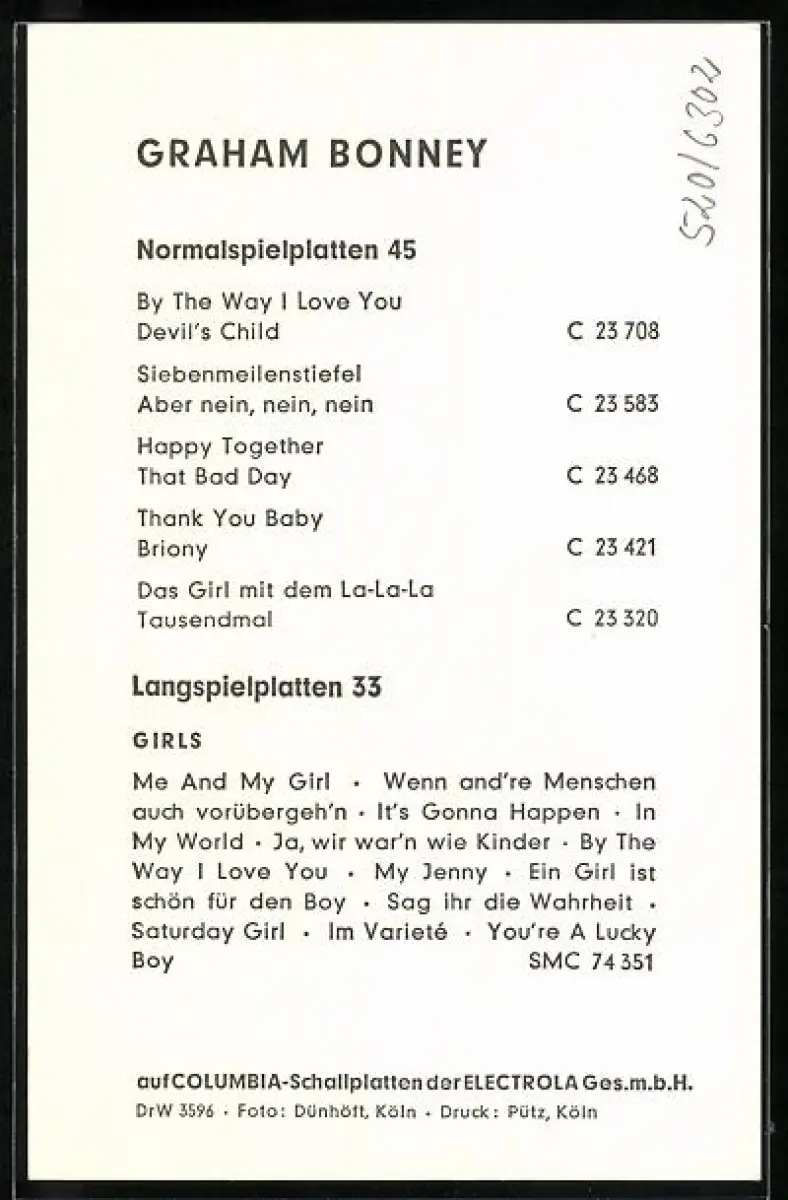 520/6302
GRAHAM BONNEY
Normalspielplatten 45
By The Way I Love You
Devil's Child C 23 708
Siebenmeilenstiefel
Aber nein, nein, nein C 23 583
Happy Together
That Bad Day C 23 468
Thank You Baby
Briony C 23 421
Das Girl mit dem La-La-La
Tausendmal C 23 320
Langspielplatten 33
GIRLS
Me And My Girl · Wenn and're Menschen
auch vorübergeh'n · It's Gonna Happen · In
My World · Ja, wir war'n wie Kinder · By The
Way I Love You · My Jenny · Ein Girl ist
schön für den Boy · Sag ihr die Wahrheit ·
Saturday Girl · Im Varieté · You're A Lucky
Boy SMC 74 351
auf COLUMBIA-Schallplatten der ELECTROLA Ges.m.b.H.
DrW 3596 · Foto: Dünhöft, Köln · Druck: Pütz, Köln